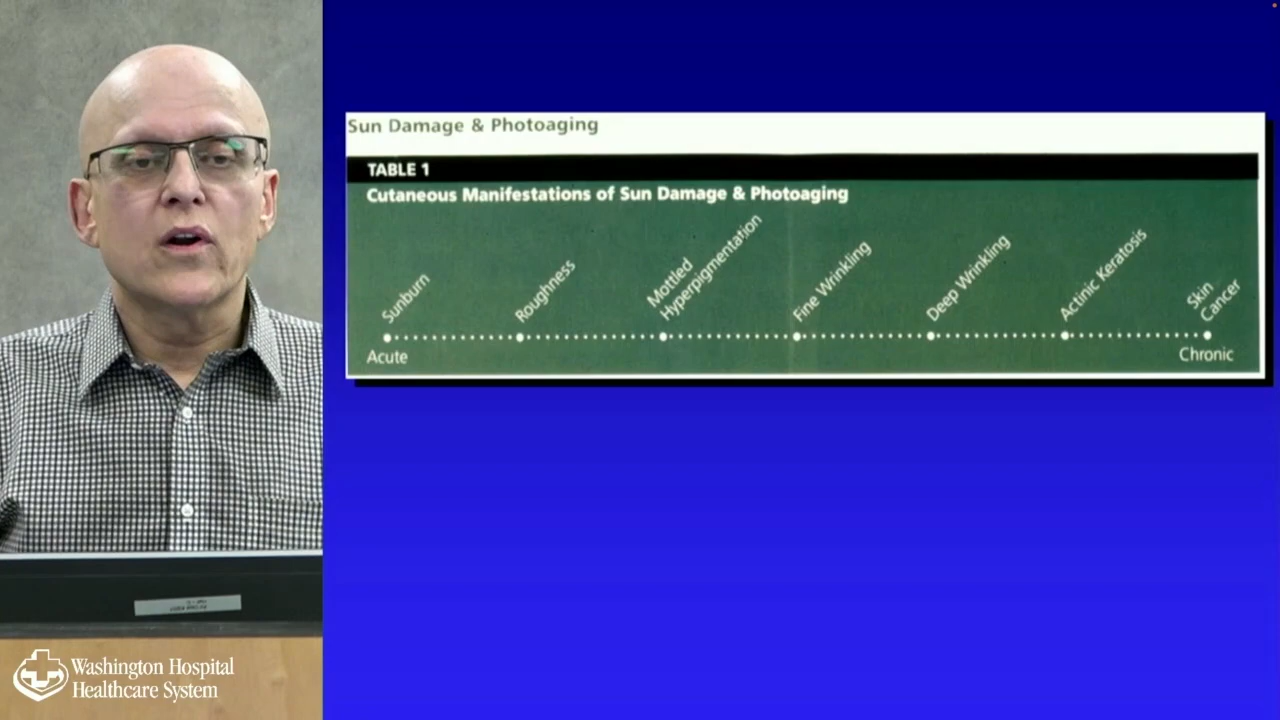 Sun Damage & Photoaging
TABLE 1
Cutaneous Manifestations of Sun Damage & Photoaging
Sunburn
Roughness
Mottled
Hyperpigmentation
Fine Wrinkling
Deep Wrinkling
Actinic Keratosis
Skin
Cancer
Acute
Chronic
Washington Hospital
Healthcare System